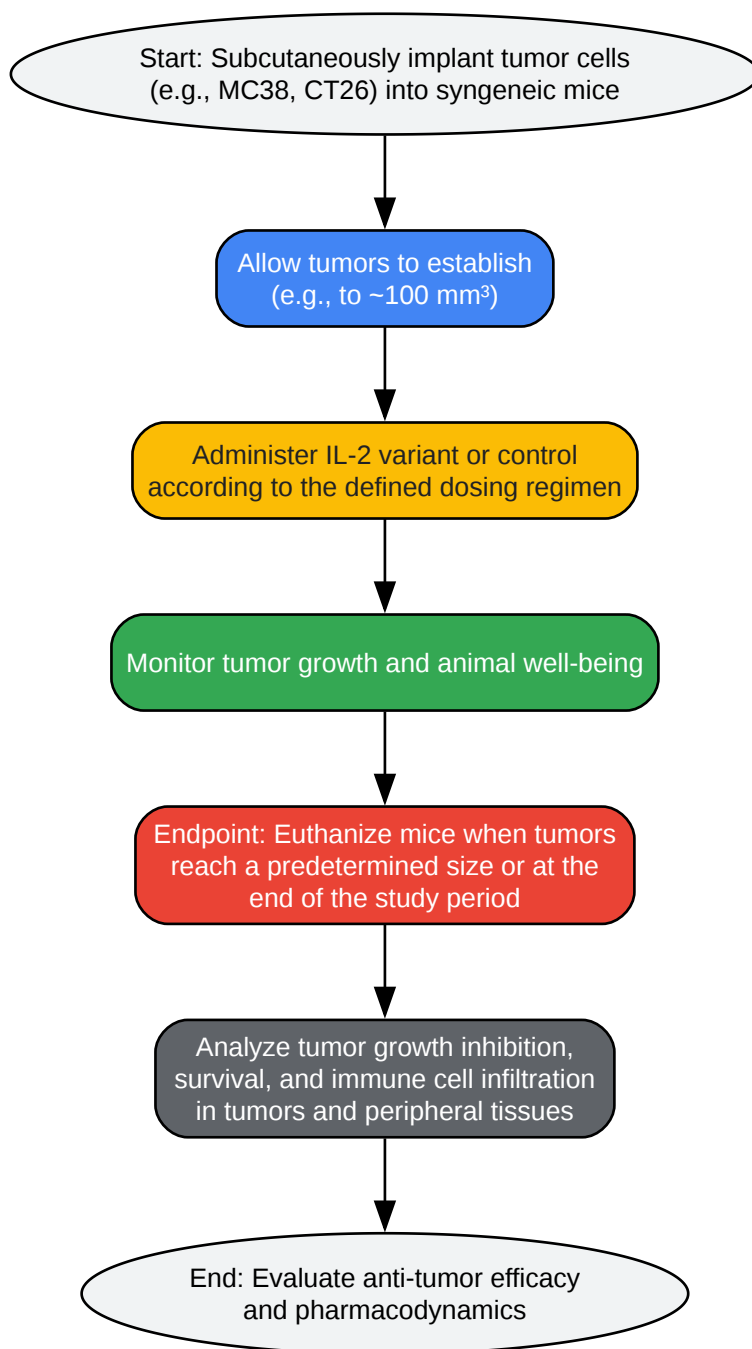 Start: Subcutaneously implant tumor cells
(e.g., MC38, CT26) into syngeneic mice
Allow tumors to establish
(e.g., to ~100 mm³)
Administer IL-2 variant or control
according to the defined dosing regimen
Monitor tumor growth and animal well-being
Endpoint: Euthanize mice when tumors
reach a predetermined size or at the
end of the study period
Analyze tumor growth inhibition,
survival, and immune cell infiltration
in tumors and peripheral tissues
End: Evaluate anti-tumor efficacy
and pharmacodynamics